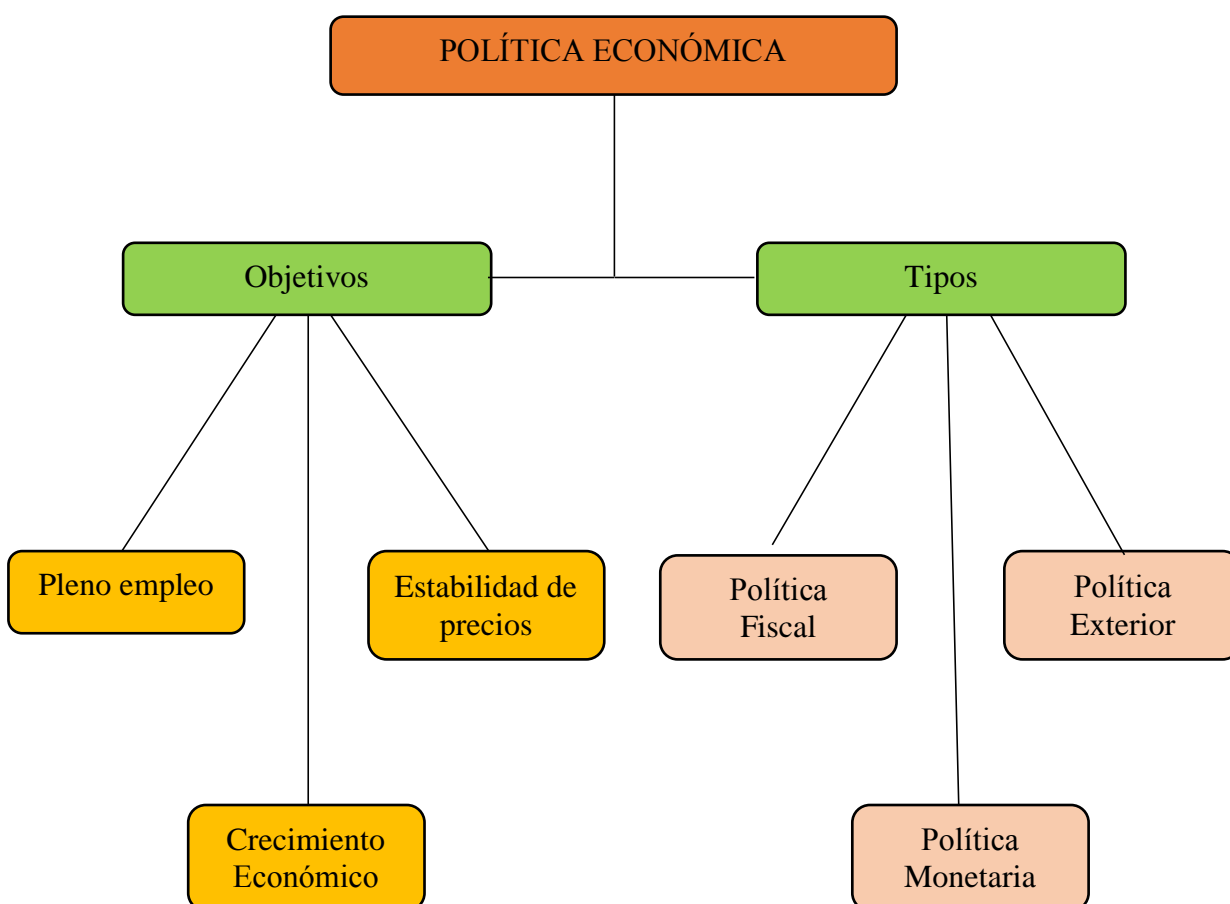 POLÍTICA ECONÓMICA
Objetivos
Tipos
Pleno empleo
Estabilidad de
precios
Política
Fiscal
Política
Exterior
Crecimiento
Económico
Política
Monetaria